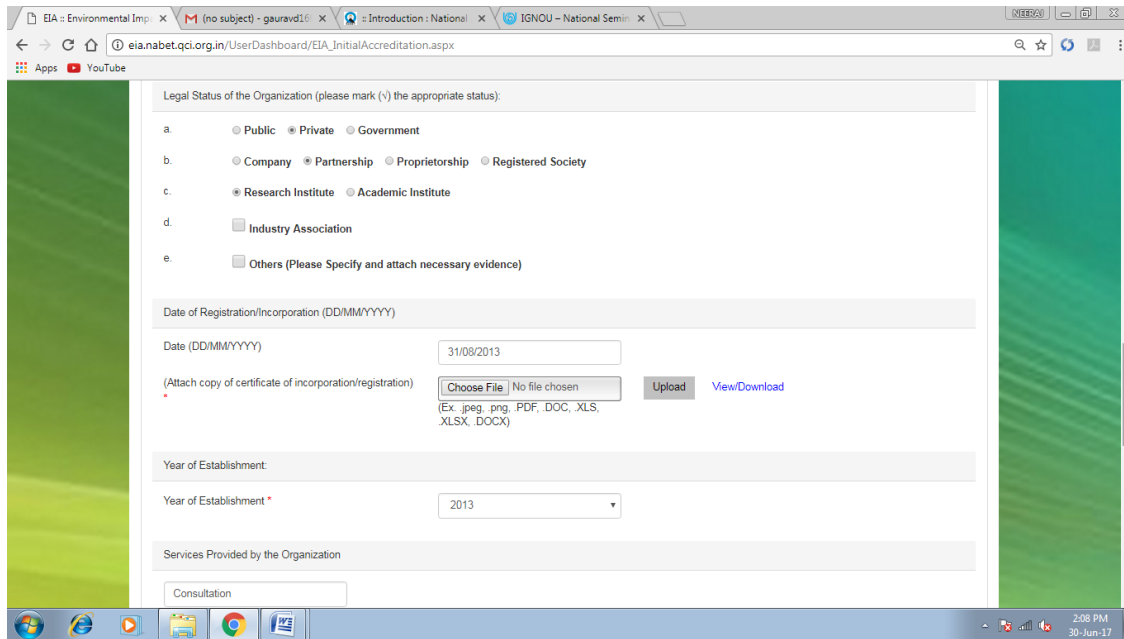 EIA :: Environmental Imp
M (no subject) - gauravd16
:: Introduction : National
IGNOU – National Semin
NEERAJ
eia.nabet.qci.org.in/UserDashboard/EIA_InitialAccreditation.aspx
Apps YouTube
Legal Status of the Organization (please mark (√) the appropriate status):
a. Public Private Government
b. Company Partnership Proprietorship Registered Society
c. Research Institute Academic Institute
d. Industry Association
e. Others (Please Specify and attach necessary evidence)
Date of Registration/Incorporation (DD/MM/YYYY)
Date (DD/MM/YYYY) 31/08/2013
(Attach copy of certificate of incorporation/registration) Choose File No file chosen Upload View/Download
*
(Ex. .jpeg, .png, .PDF, .DOC, .XLS,
.XLSX, .DOCX)
Year of Establishment:
Year of Establishment * 2013
Services Provided by the Organization
Consultation
2:08 PM
30-Jun-17